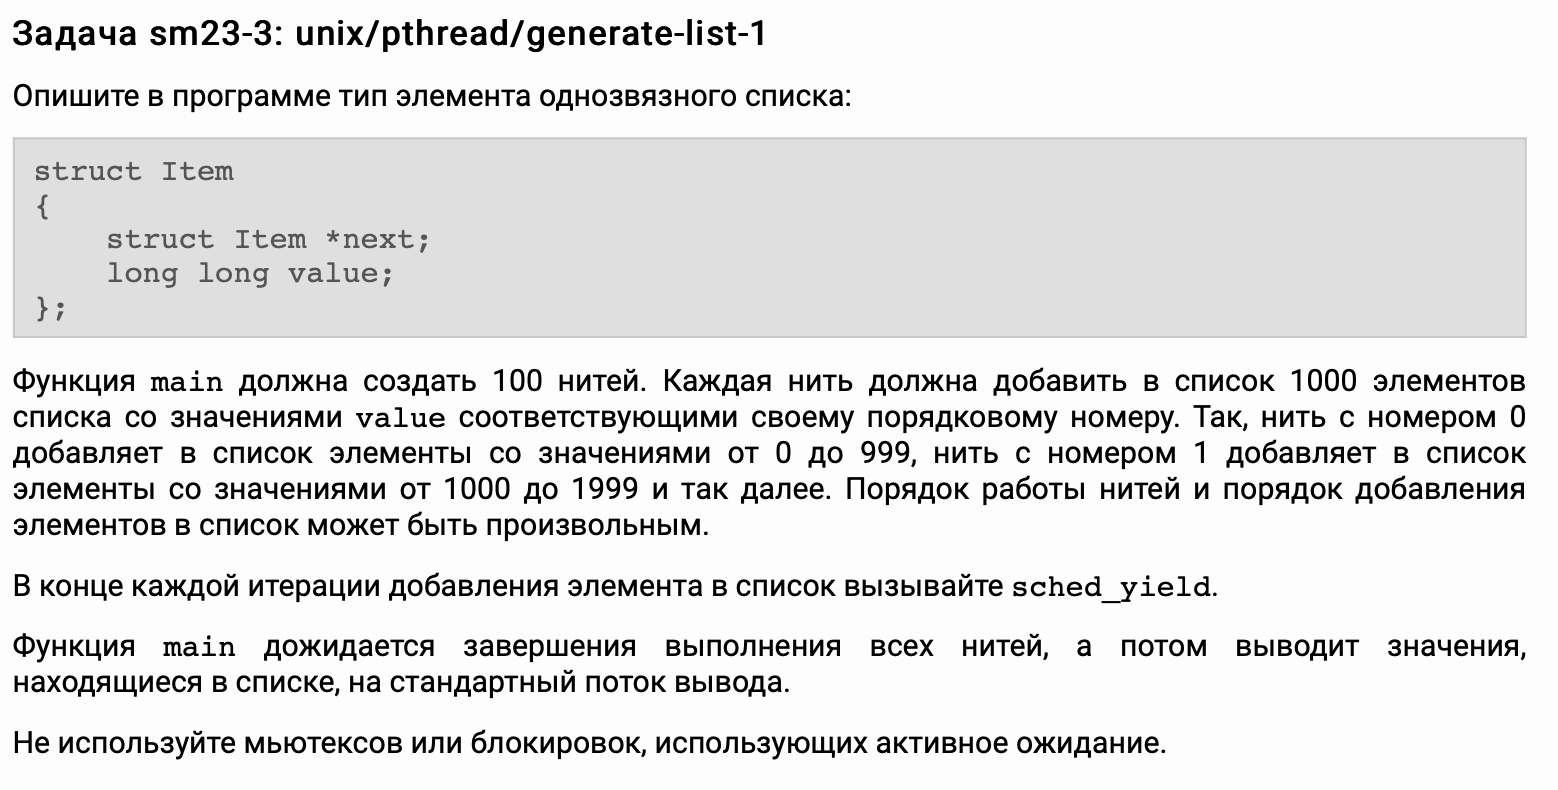 Задача sm23-3: unix/pthread/generate-list-1
Опишите в программе тип элемента однозвязного списка:
struct Item
{
    struct Item *next;
    long long value;
};
Функция main должна создать 100 нитей. Каждая нить должна добавить в список 1000 элементов
списка со значениями value соответствующими своему порядковому номеру. Так, нить с номером 0
добавляет в список элементы со значениями от 0 до 999, нить с номером 1 добавляет в список
элементы со значениями от 1000 до 1999 и так далее. Порядок работы нитей и порядок добавления
элементов в список может быть произвольным.
В конце каждой итерации добавления элемента в список вызывайте sched_yield.
Функция main дожидается завершения выполнения всех нитей, а потом выводит значения,
находящиеся в списке, на стандартный поток вывода.
Не используйте мьютексов или блокировок, использующих активное ожидание.